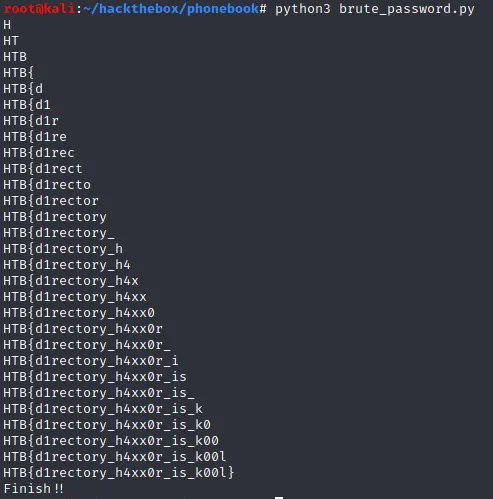 root@kali:~/hackthebox/phonebook# python3 brute_password.py
H
HT
HTB
HTB{
HTB{d
HTB{d1
HTB{d1r
HTB{d1re
HTB{d1rec
HTB{d1rect
HTB{d1recto
HTB{d1rector
HTB{d1rectory
HTB{d1rectory_
HTB{d1rectory_h
HTB{d1rectory_h4
HTB{d1rectory_h4x
HTB{d1rectory_h4xx
HTB{d1rectory_h4xx0
HTB{d1rectory_h4xx0r
HTB{d1rectory_h4xx0r_
HTB{d1rectory_h4xx0r_i
HTB{d1rectory_h4xx0r_is
HTB{d1rectory_h4xx0r_is_
HTB{d1rectory_h4xx0r_is_k
HTB{d1rectory_h4xx0r_is_k0
HTB{d1rectory_h4xx0r_is_k00
HTB{d1rectory_h4xx0r_is_k00l
HTB{d1rectory_h4xx0r_is_k00l}
Finish!!